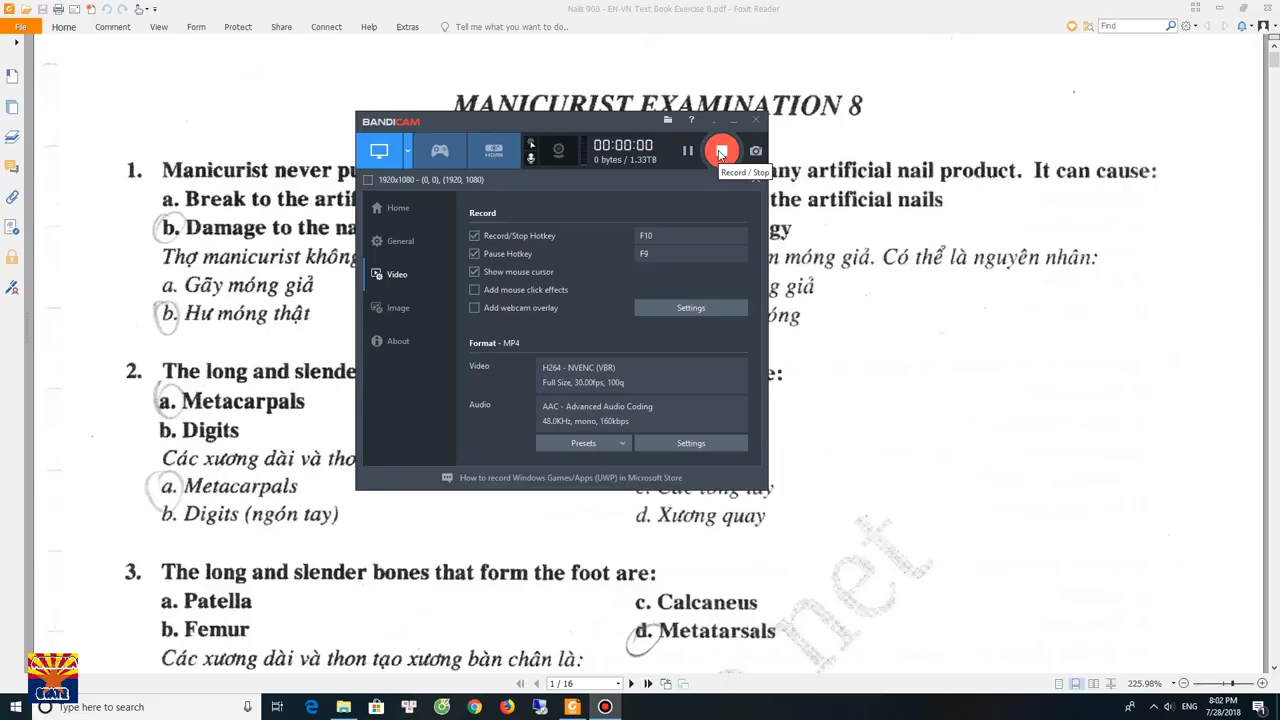 Nails 900 - EN-VN Text Book Exercise 8.pdf - Foxit Reader
File Home Comment View Form Protect Share Connect Help Extras Tell me what you want to do.. Find
MANICURIST EXAMINATION 8
BANDICAM
HDMI
00:00:00
0 bytes / 1.33TB
Record / Stop
1920x1080 - (0, 0), (1920, 1080)
Home
General
Video
Image
About
Record
Record/Stop Hotkey F10
Pause Hotkey F9
Show mouse cursor
Add mouse click effects
Add webcam overlay Settings
Format - MP4
Video H264 - NVENC (VBR)
Full Size, 30.00fps, 100q
Audio AAC - Advanced Audio Coding
48.0KHz, mono, 160kbps
Presets Settings
How to record Windows Games/Apps (UWP) in Microsoft Store
1. Manicurist never any artificial nail product. It can cause:
a. Break to the the artificial nails
b. Damage to the
Thợ manicurist không móng giả. Có thể là nguyên nhân:
a. Gãy móng giả giả
b. Hư móng thật
2. The long and slender
a. Metacarpals
b. Digits
Các xương dài và
a. Metacarpals
b. Digits (ngón tay) d. Xương quay
3. The long and slender bones that form the foot are:
a. Patella c. Calcaneus
b. Femur d. Metatarsals
Các xương dài và thon tạo xương bàn chân là:
net
STATE
1 / 16
225.98%
Type here to search
8:02 PM
7/28/2018